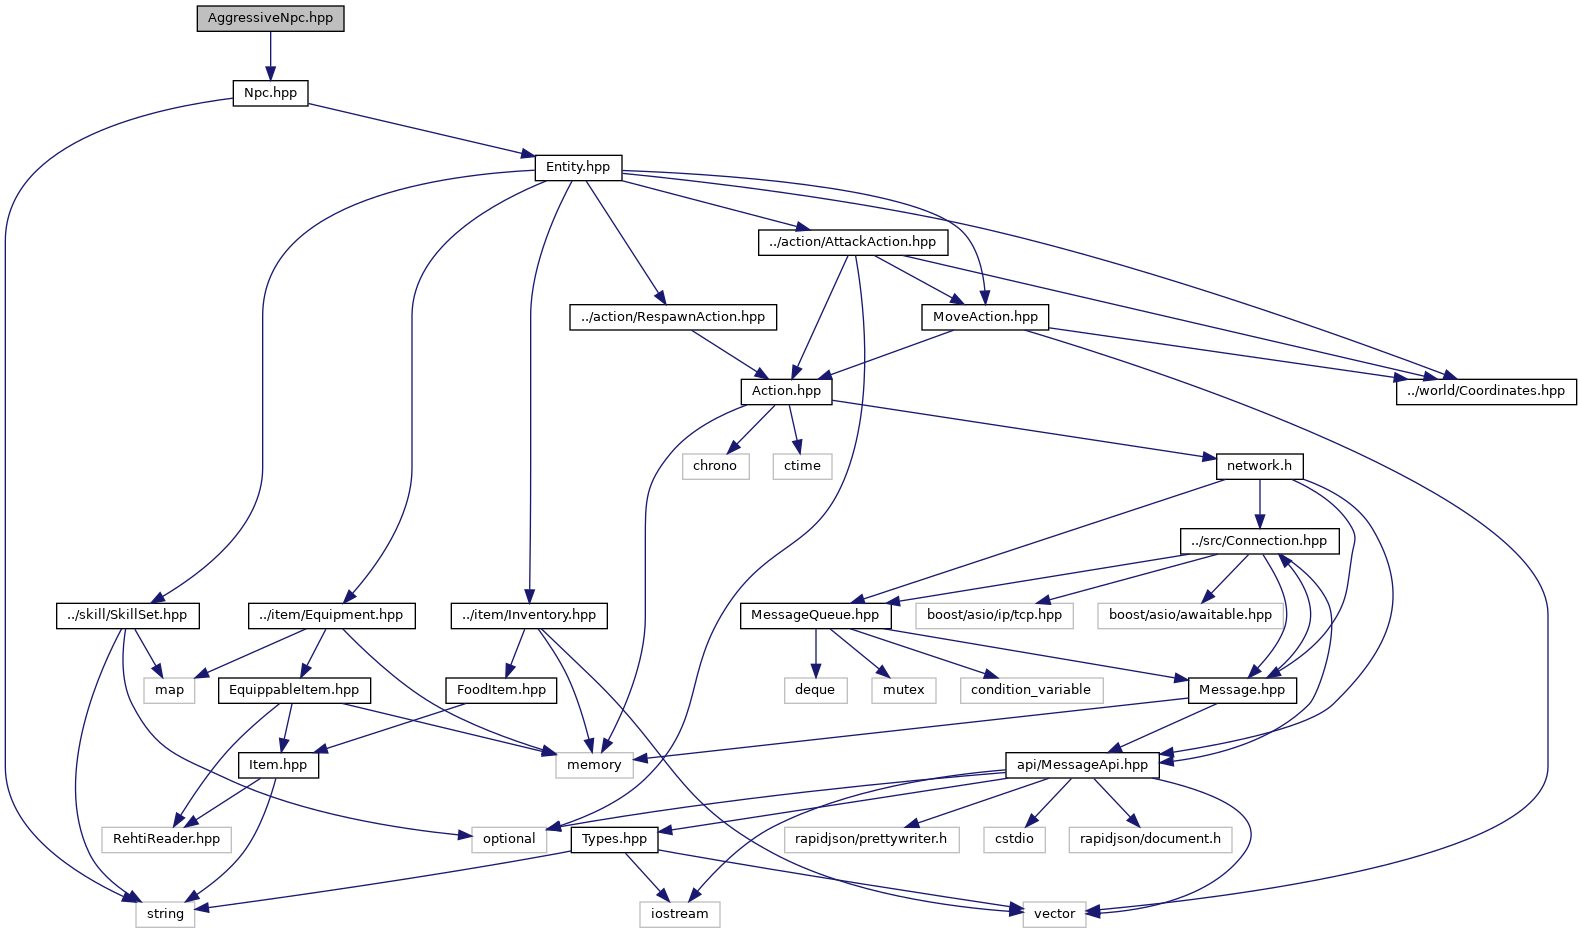 AggressiveNpc.hpp
Npc.hpp
Entity.hpp
../action/AttackAction.hpp
../action/RespawnAction.hpp
MoveAction.hpp
Action.hpp
../world/Coordinates.hpp
chrono
ctime
network.h
../src/Connection.hpp
../skill/SkillSet.hpp
../item/Equipment.hpp
../item/Inventory.hpp
MessageQueue.hpp
boost/asio/ip/tcp.hpp
boost/asio/awaitable.hpp
map
EquippableItem.hpp
FoodItem.hpp
deque
mutex
condition_variable
Message.hpp
Item.hpp
memory
api/MessageApi.hpp
RehtiReader.hpp
optional
Types.hpp
rapidjson/prettywriter.h
cstdio
rapidjson/document.h
string
iostream
vector